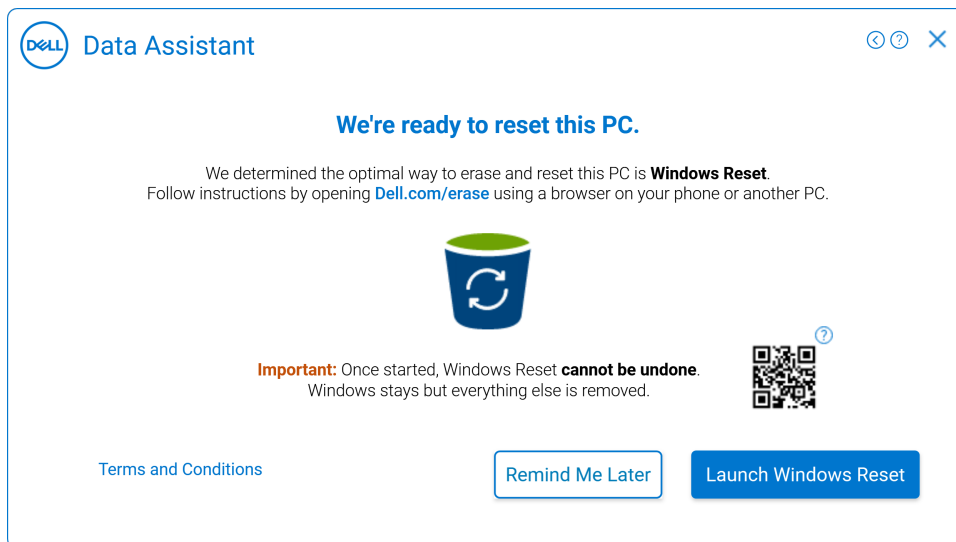 DELL Data Assistant
We're ready to reset this PC.
We determined the optimal way to erase and reset this PC is Windows Reset.
Follow instructions by opening Dell.com/erase using a browser on your phone or another PC.
?
Important: Once started, Windows Reset cannot be undone.
Windows stays but everything else is removed.
Terms and Conditions
Remind Me Later
Launch Windows Reset